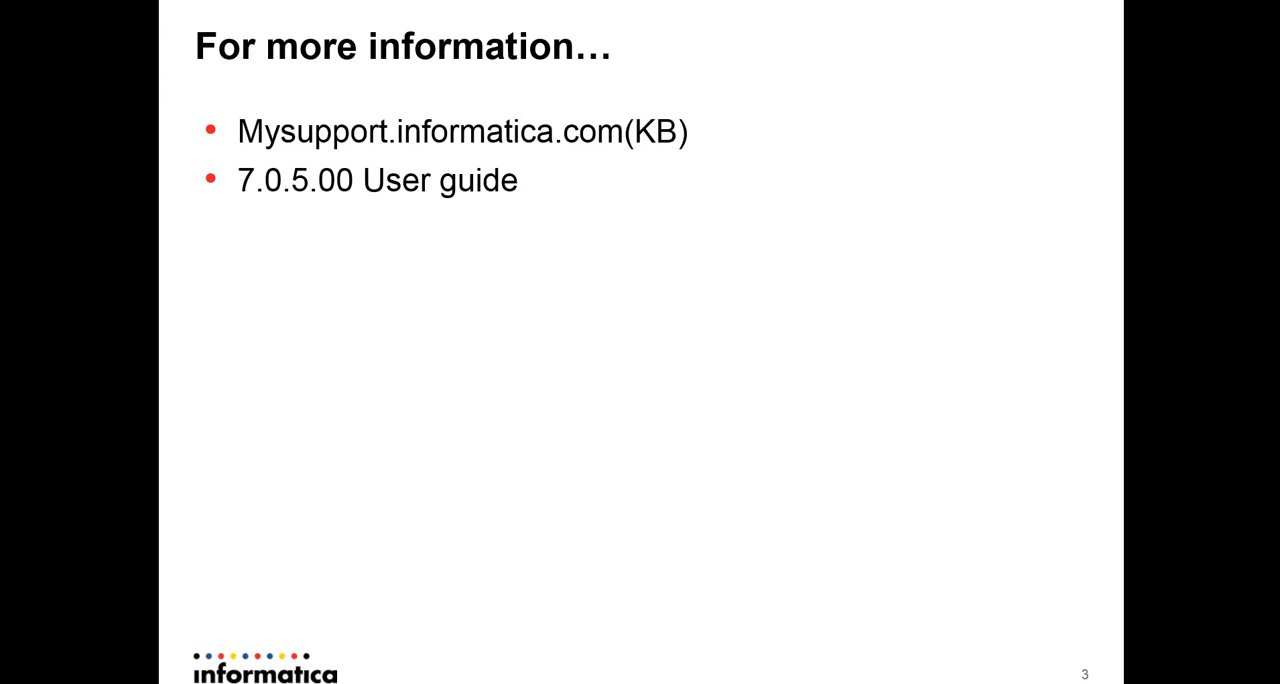 For more information…
Mysupport.informatica.com(KB)
7.0.5.00 User guide
informatica
3